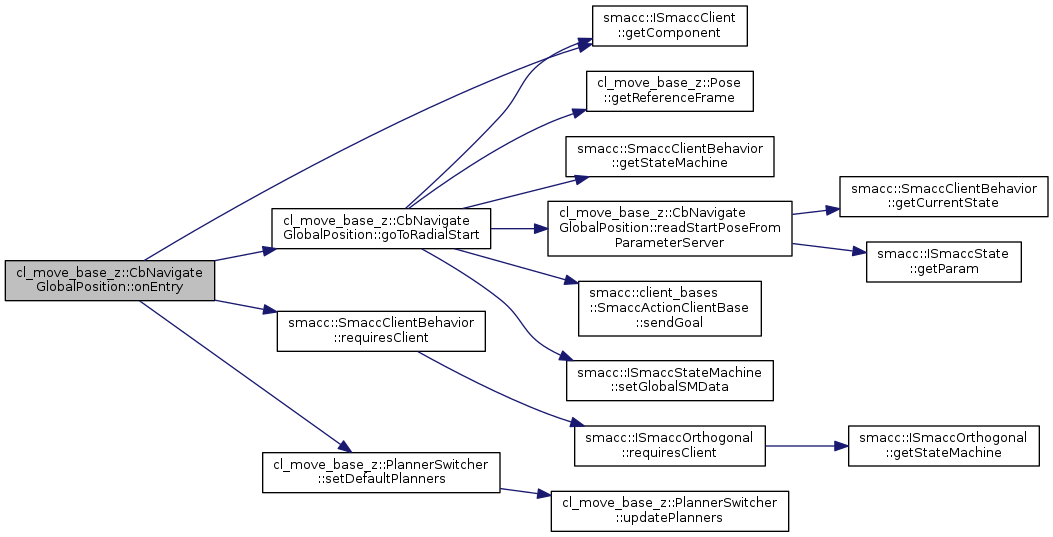 smacc::ISmaccClient
::getComponent
cl_move_base_z::Pose
::getReferenceFrame
smacc::SmaccClientBehavior
::getStateMachine
smacc::SmaccClientBehavior
::getCurrentState
cl_move_base_z::CbNavigate
GlobalPosition::goToRadialStart
cl_move_base_z::CbNavigate
GlobalPosition::readStartPoseFrom
ParameterServer
smacc::ISmaccState
::getParam
cl_move_base_z::CbNavigate
GlobalPosition::onEntry
smacc::client_bases
::SmaccActionClientBase
::sendGoal
smacc::SmaccClientBehavior
::requiresClient
smacc::ISmaccStateMachine
::setGlobalSMData
smacc::ISmaccOrthogonal
::requiresClient
smacc::ISmaccOrthogonal
::getStateMachine
cl_move_base_z::PlannerSwitcher
::setDefaultPlanners
cl_move_base_z::PlannerSwitcher
::updatePlanners